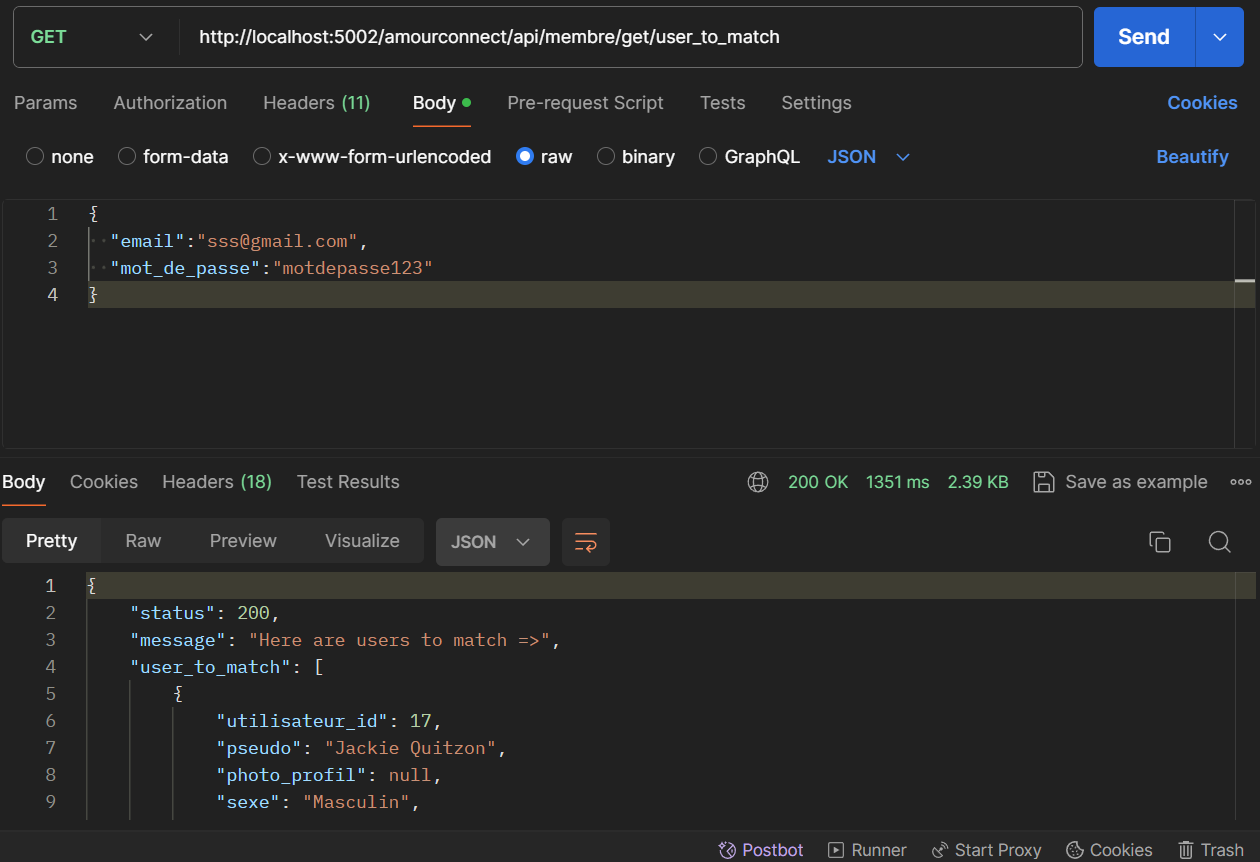 GET http://localhost:5002/amourconnect/api/membre/get/user_to_match Send
Params Authorization Headers (11) Body Pre-request Script Tests Settings Cookies
none form-data x-www-form-urlencoded raw binary GraphQL JSON Beautify
1 {
2 "email":"sss@gmail.com",
3 "mot_de_passe":"motdepasse123"
4 }
Body Cookies Headers (18) Test Results 200 OK 1351 ms 2.39 KB Save as example
Pretty Raw Preview Visualize JSON
1 {
2 "status": 200,
3 "message": "Here are users to match =>",
4 "user_to_match": [
5 {
6 "utilisateur_id": 17,
7 "pseudo": "Jackie Quitzon",
8 "photo_profil": null,
9 "sexe": "Masculin",
Postbot Runner Start Proxy Cookies Trash